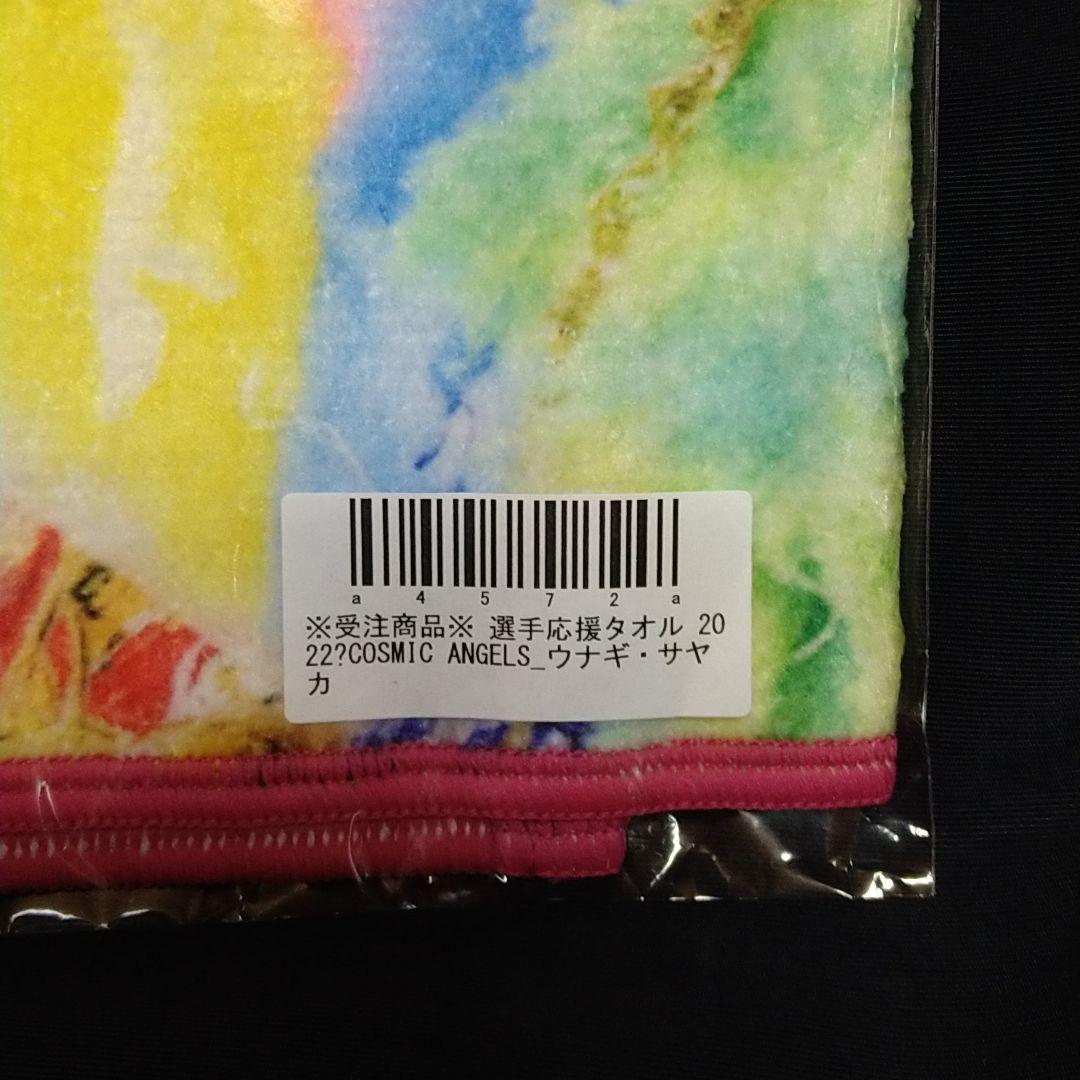 a 4 5 7 2 a
※受注商品※ 選手応援タオル 20
22?COSMIC ANGELS_ウナギ・サヤ
カ